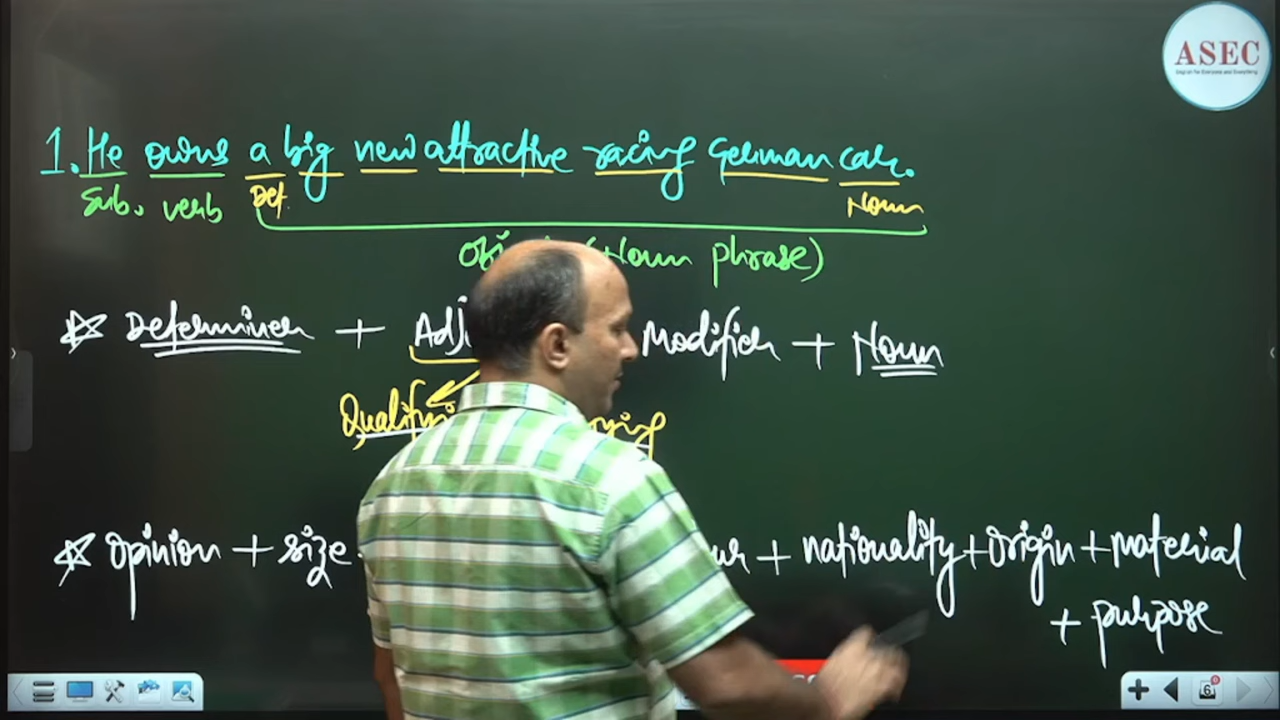 ASEC
1. He owns a big new attractive racing German car.
Sub. verb Det. Noun
(Noun phrase)
☆ Determiner + Modifier + Noun
☆ Opinion + size + nationality + origin + material
+ purpose